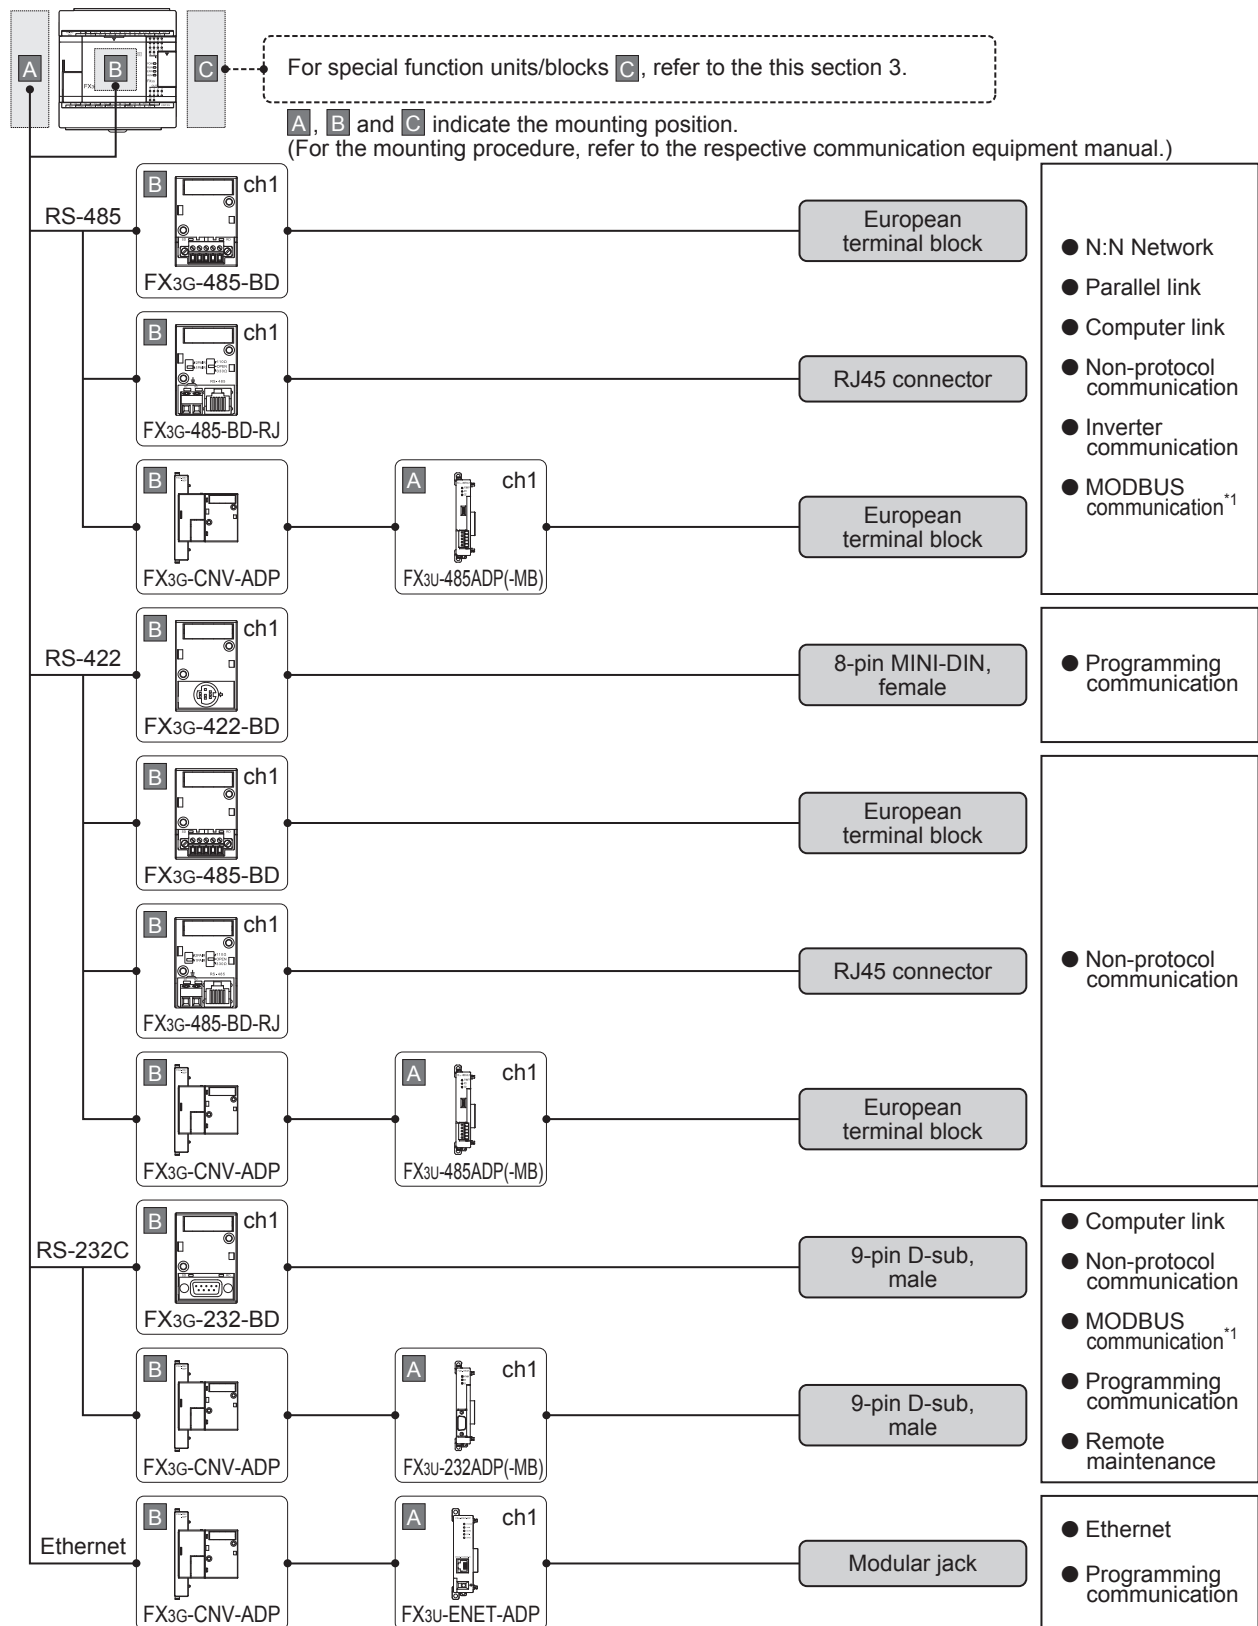 A
B
C
For special function units/blocks C, refer to the this section 3.
A, B and C indicate the mounting position.
(For the mounting procedure, refer to the respective communication equipment manual.)
RS-485
B
ch1
FX3G-485-BD
European
terminal block
B
ch1
FX3G-485-BD-RJ
RJ45 connector
B
FX3G-CNV-ADP
A
ch1
FX3U-485ADP(-MB)
European
terminal block
● N:N Network
● Parallel link
● Computer link
● Non-protocol
communication
● Inverter
communication
● MODBUS
communication*1
RS-422
B
ch1
FX3G-422-BD
8-pin MINI-DIN,
female
● Programming
communication
B
ch1
FX3G-485-BD
European
terminal block
B
ch1
FX3G-485-BD-RJ
RJ45 connector
B
FX3G-CNV-ADP
A
ch1
FX3U-485ADP(-MB)
European
terminal block
● Non-protocol
communication
RS-232C
B
ch1
FX3G-232-BD
9-pin D-sub,
male
B
FX3G-CNV-ADP
A
ch1
FX3U-232ADP(-MB)
9-pin D-sub,
male
● Computer link
● Non-protocol
communication
● MODBUS
communication*1
● Programming
communication
● Remote
maintenance
Ethernet
B
FX3G-CNV-ADP
A
ch1
FX3U-ENET-ADP
Modular jack
● Ethernet
● Programming
communication